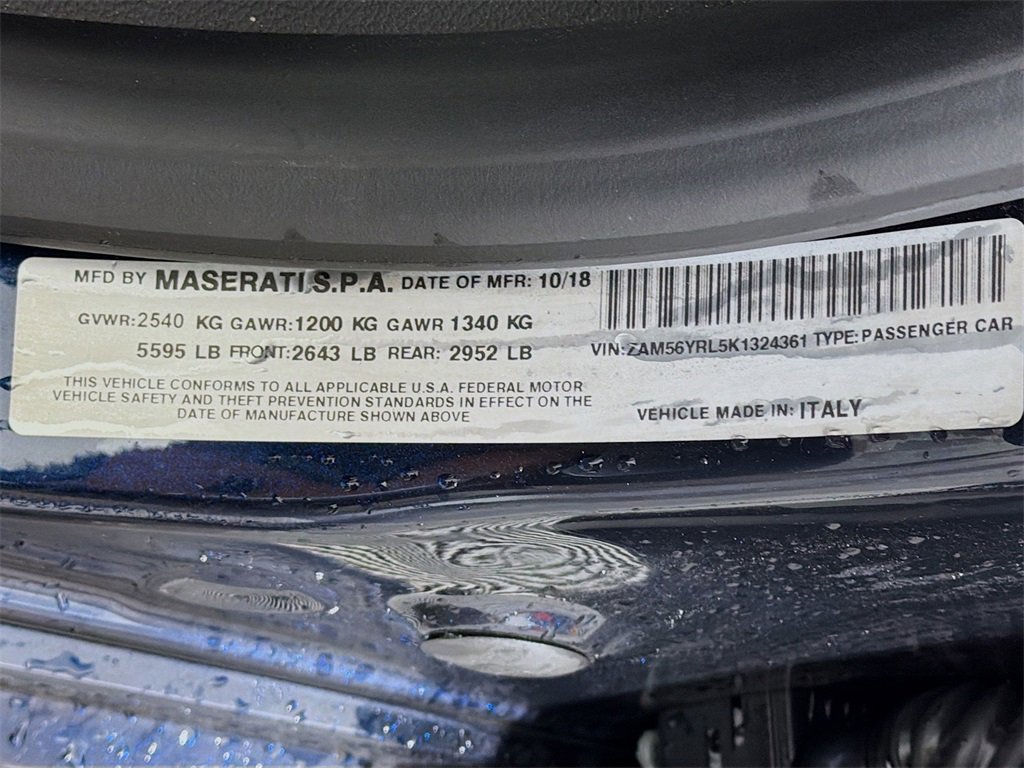 MFD BY MASERATI S.P.A. DATE OF MFR: 10/18
GVWR:2540 KG GAWR:1200 KG GAWR 1340 KG
5595 LB FRONT:2643 LB REAR: 2952 LB
THIS VEHICLE CONFORMS TO ALL APPLICABLE U.S.A. FEDERAL MOTOR
VEHICLE SAFETY AND THEFT PREVENTION STANDARDS IN EFFECT ON THE
DATE OF MANUFACTURE SHOWN ABOVE
VIN:ZAM56YRL5K1324361 TYPE:PASSENGER CAR
VEHICLE MADE IN: ITALY